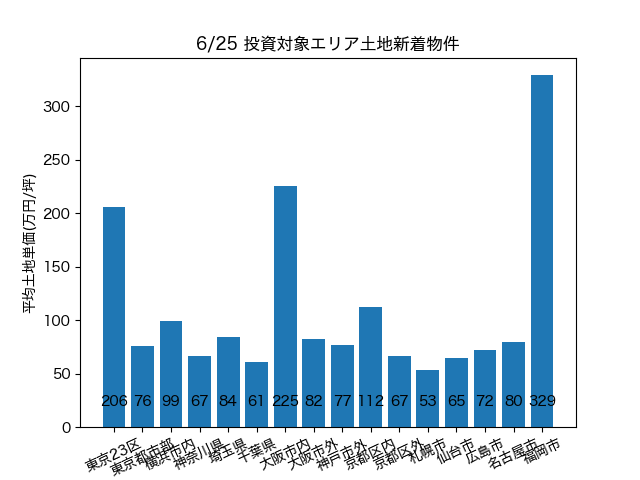 6/25 投資対象エリア土地新着物件
平均土地単価(万円/坪)
300
250
200
150
100
50
0
206 76 99 67 84 61 225 82 77 112 67 53 65 72 80 329
東京23区 東京都市部 横浜市内 神奈川県 埼玉県 千葉県 大阪市内 大阪市外 神戸市外 京都区内 京都区外 札幌市 仙台市 広島市 名古屋市 福岡市